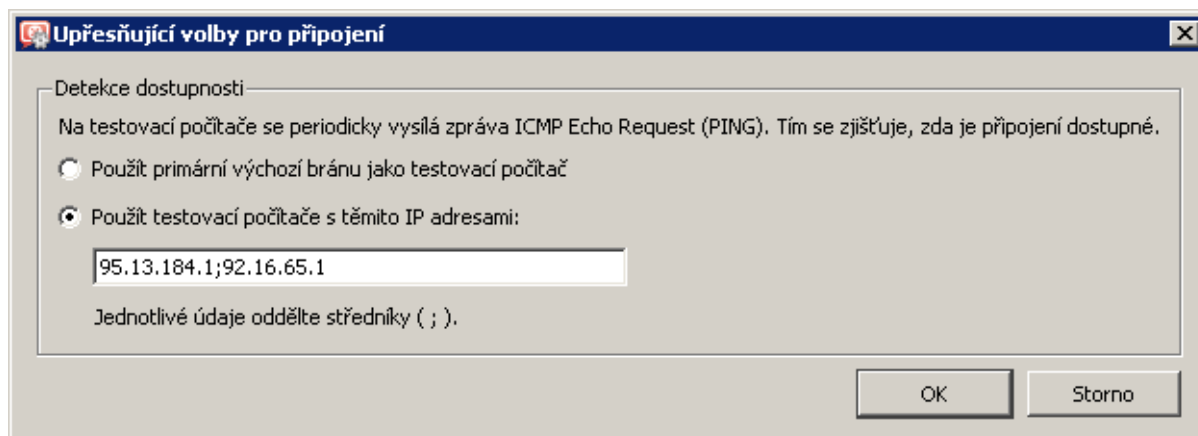 Upřesňující volby pro připojení
Detekce dostupnosti
Na testovací počítače se periodicky vysílá zpráva ICMP Echo Request (PING). Tím se zjišťuje, zda je připojení dostupné.
Použít primární výchozí bránu jako testovací počítač
Použít testovací počítače s těmito IP adresami:
95.13.184.1;92.16.65.1
Jednotlivé údaje oddělte středníky ( ; ).
OK
Storno